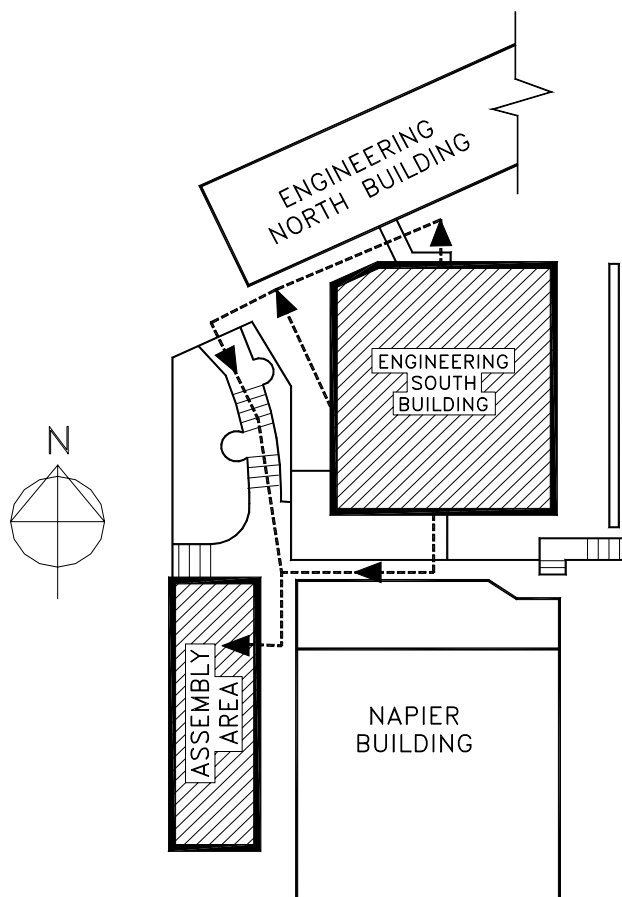 ENGINEERING
NORTH BUILDING
ENGINEERING
SOUTH
BUILDING
N
ASSEMBLY
AREA
NAPIER
BUILDING